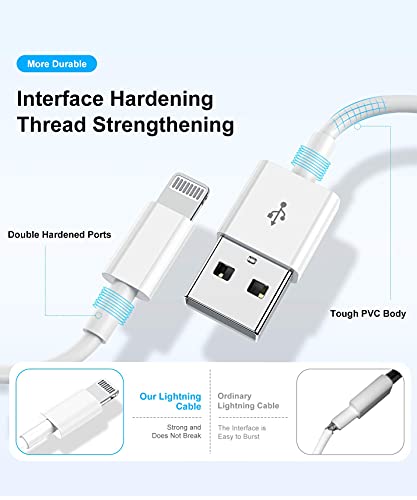 More Durable
Interface Hardening
Thread Strengthening
Double Hardened Ports
Tough PVC Body
Our Lightning
Cable
Strong and
Does Not Break
Ordinary
Lightning Cable
The Interface is
Easy to Burst